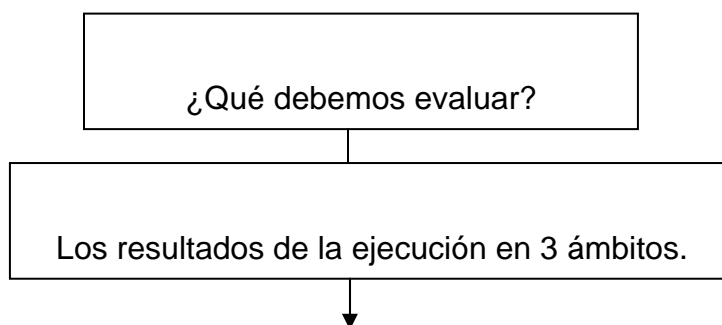 ¿Qué debemos evaluar?
Los resultados de la ejecución en 3 ámbitos.